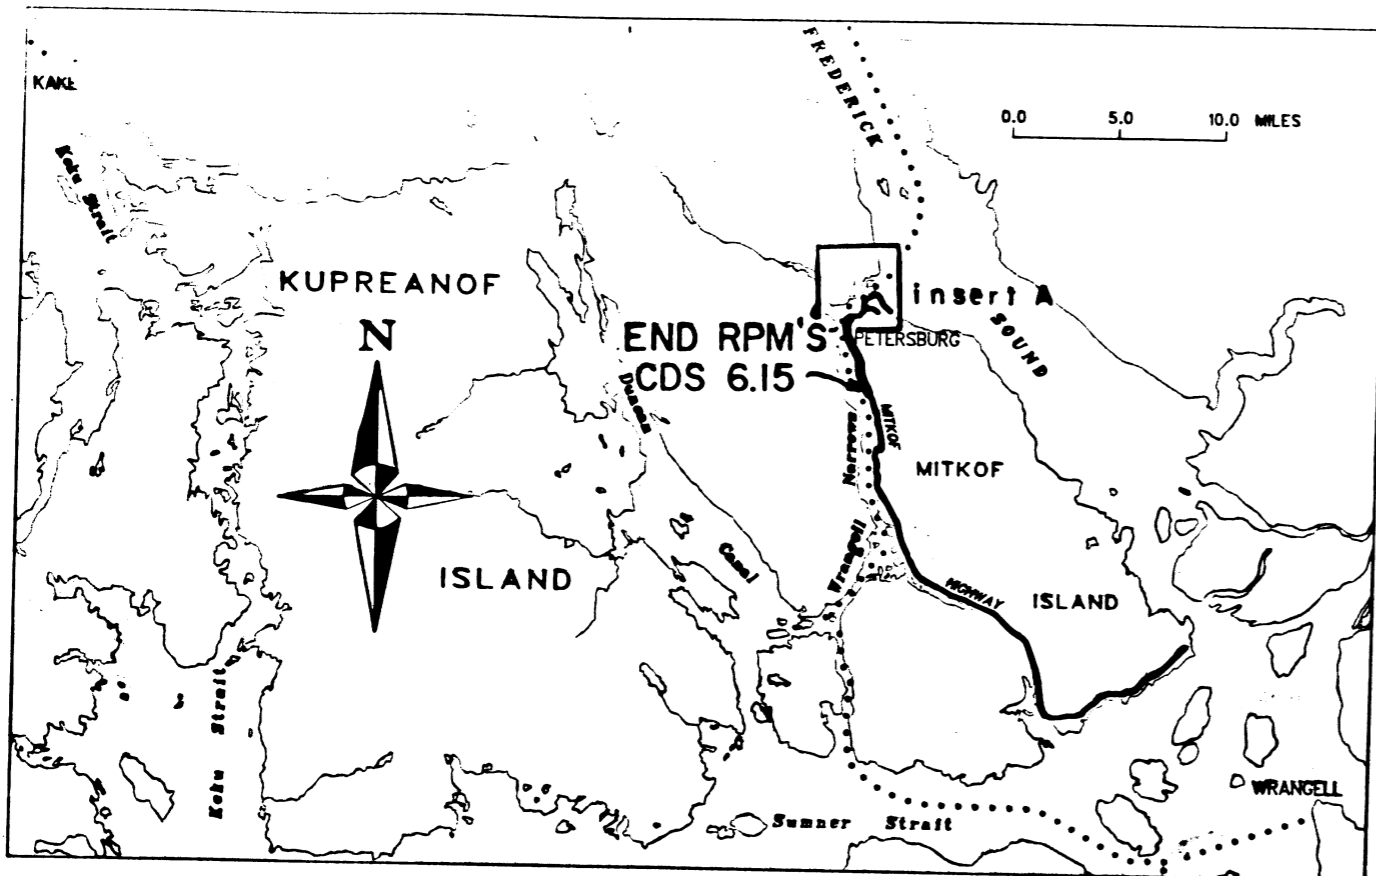 KAKE
FREDERICK
0.0 5.0 10.0 MILES
Keku Strait
KUPREANOF
insert A
N
END RPM'S
PETERSBURG
SOUND
CDS 6.15
Duncan
MITKOF
Narrows
MITKOF
Wrangell
Canal
ISLAND
HIGHWAY
ISLAND
Keku Strait
WRANGELL
Sumner Strait